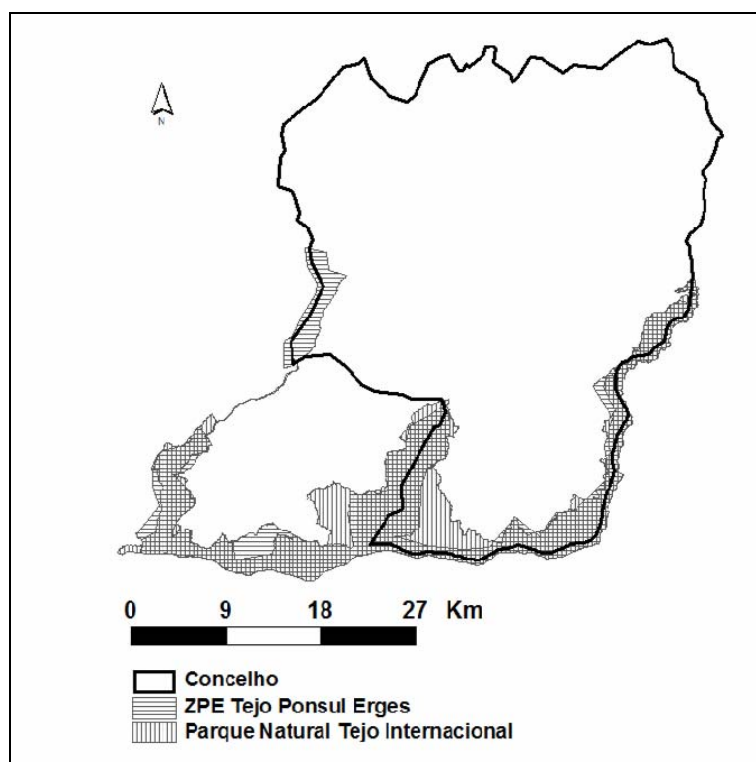 N
0 9 18 27 Km
Concelho
ZPE Tejo Ponsul Erges
Parque Natural Tejo Internacional